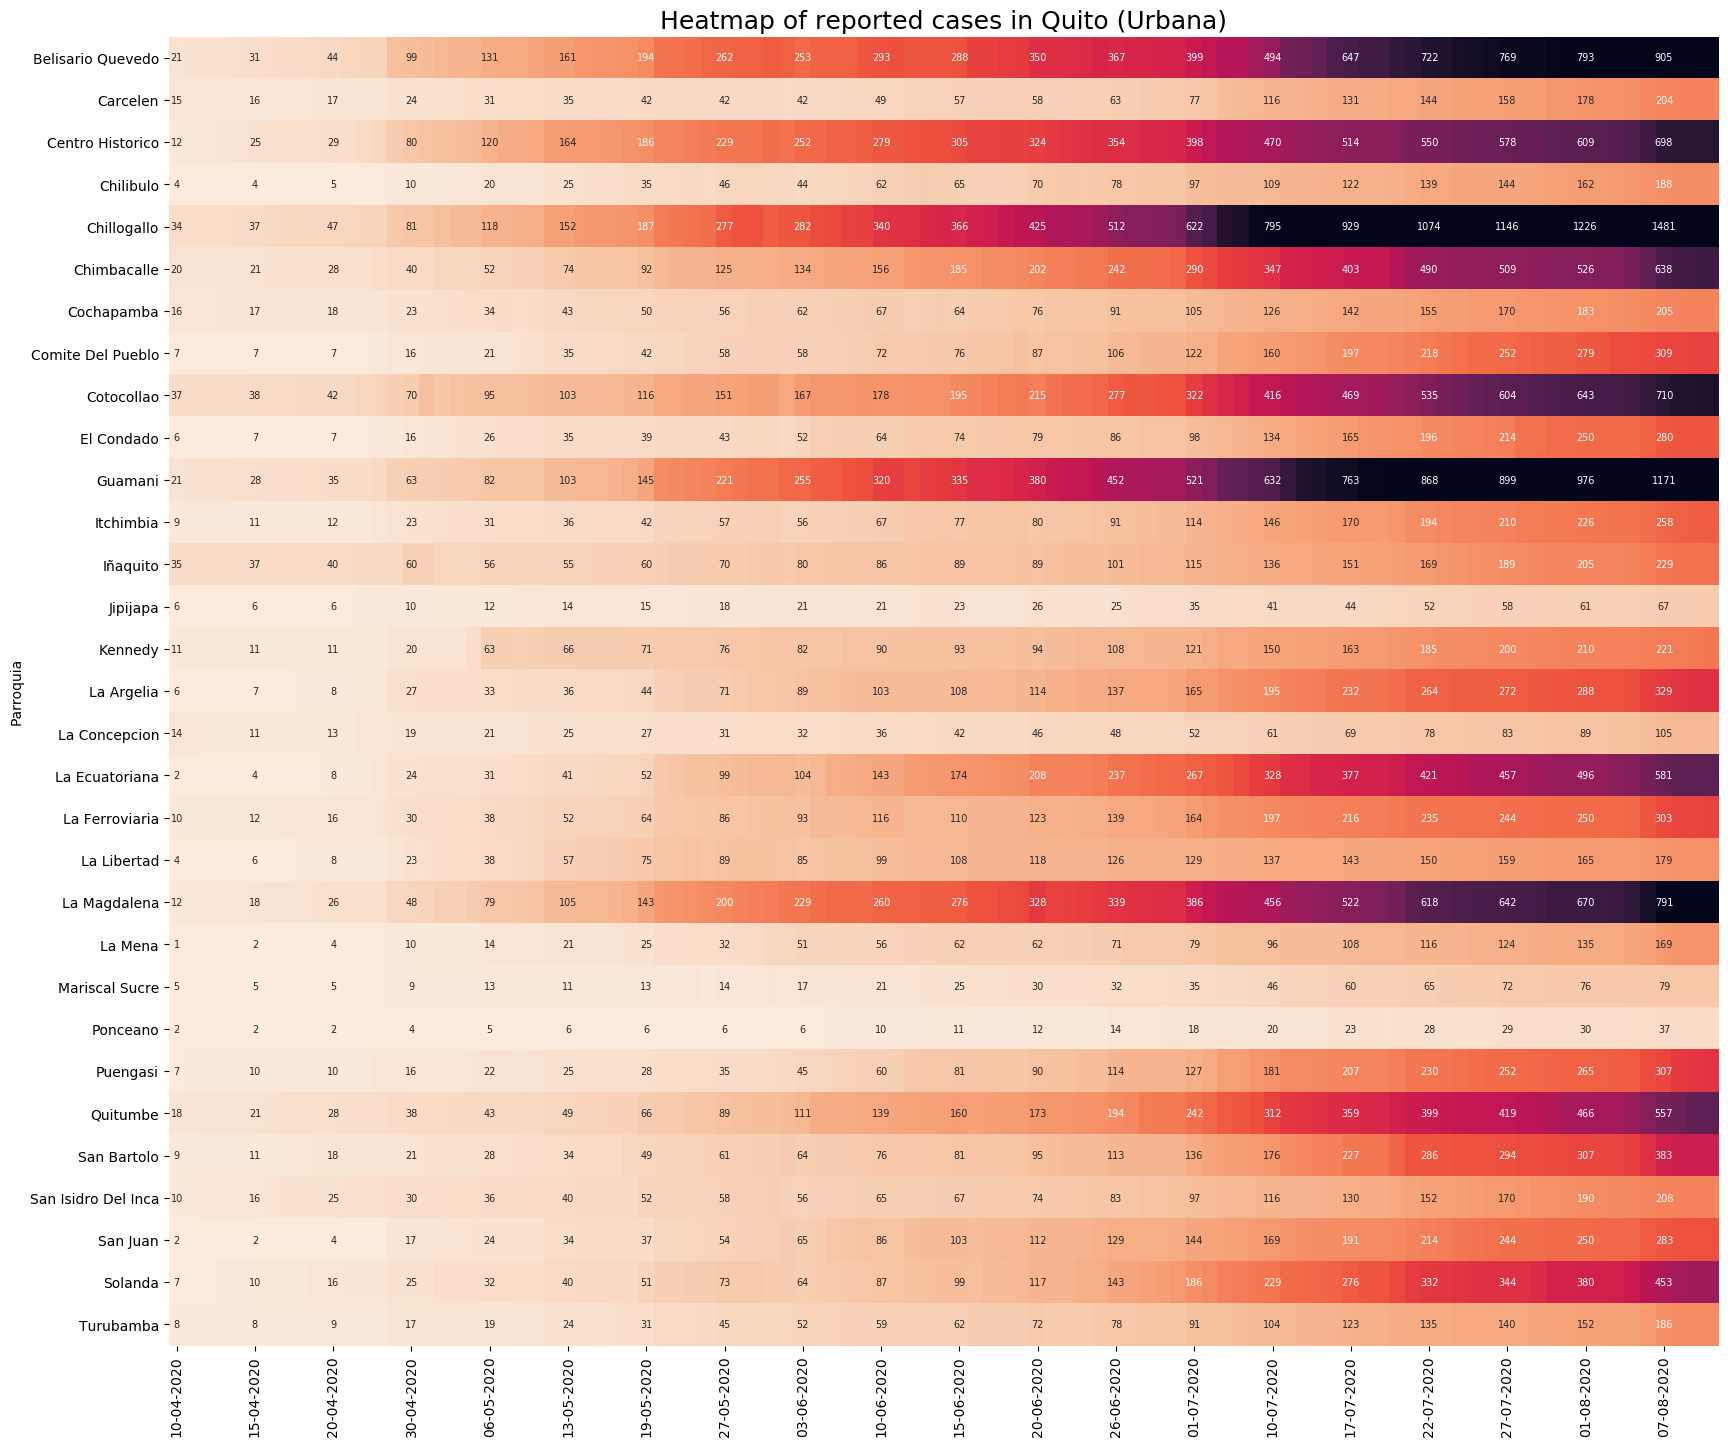 Heatmap of reported cases in Quito (Urbana)
Parroquia
Belisario Quevedo 21 31 44 99 131 161 194 262 253 293 288 350 367 399 494 647 722 769 793 905
Carcelen 15 16 17 24 31 35 42 42 42 49 57 58 63 77 116 131 144 158 178 204
Centro Historico 12 25 29 80 120 164 186 229 252 279 305 324 354 398 470 514 550 578 609 698
Chilibulo 4 4 5 10 20 25 35 46 44 62 65 70 78 97 109 122 139 144 162 188
Chillogallo 34 37 47 81 118 152 187 277 282 340 366 425 512 622 795 929 1074 1146 1226 1481
Chimbacalle 20 21 28 40 52 74 92 125 134 156 185 202 242 290 347 403 490 509 526 638
Cochapamba 16 17 18 23 34 43 50 56 62 67 64 76 91 105 126 142 155 170 183 205
Comite Del Pueblo 7 7 7 16 21 35 42 58 58 72 76 87 106 122 160 197 218 252 279 309
Cotocollao 37 38 42 70 95 103 116 151 167 178 195 215 277 322 416 469 535 604 643 710
El Condado 6 7 7 16 26 35 39 43 52 64 74 79 86 98 134 165 196 214 250 280
Guamani 21 28 35 63 82 103 145 221 255 320 335 380 452 521 632 763 868 899 976 1171
Itchimbia 9 11 12 23 31 36 42 57 56 67 77 80 91 114 146 170 194 210 226 258
Iñaquito 35 37 40 60 56 55 60 70 80 86 89 89 101 115 136 151 169 189 205 229
Jipijapa 6 6 6 10 12 14 15 18 21 21 23 26 25 35 41 44 52 58 61 67
Kennedy 11 11 11 20 63 66 71 76 82 90 93 94 108 121 150 163 185 200 210 221
La Argelia 6 7 8 27 33 36 44 71 89 103 108 114 137 165 195 232 264 272 288 329
La Concepcion 14 11 13 19 21 25 27 31 32 36 42 46 48 52 61 69 78 83 89 105
La Ecuatoriana 2 4 8 24 31 41 52 99 104 143 174 208 237 267 328 377 421 457 496 581
La Ferroviaria 10 12 16 30 38 52 64 86 93 116 110 123 139 164 197 216 235 244 250 303
La Libertad 4 6 8 23 38 57 75 89 85 99 108 118 126 129 137 143 150 159 165 179
La Magdalena 12 18 26 48 79 105 143 200 229 260 276 328 339 386 456 522 618 642 670 791
La Mena 1 2 4 10 14 21 25 32 51 56 62 62 71 79 96 108 116 124 135 169
Mariscal Sucre 5 5 5 9 13 11 13 14 17 21 25 30 32 35 46 60 65 72 76 79
Ponceano 2 2 2 4 5 6 6 6 6 10 11 12 14 18 20 23 28 29 30 37
Puengasi 7 10 10 16 22 25 28 35 45 60 81 90 114 127 181 207 230 252 265 307
Quitumbe 18 21 28 38 43 49 66 89 111 139 160 173 194 242 312 359 399 419 466 557
San Bartolo 9 11 18 21 28 34 49 61 64 76 81 95 113 136 176 227 286 294 307 383
San Isidro Del Inca 10 16 25 30 36 40 52 58 56 65 67 74 83 97 116 130 152 170 190 208
San Juan 2 2 4 17 24 34 37 54 65 86 103 112 129 144 169 191 214 244 250 283
Solanda 7 10 16 25 32 40 51 73 64 87 99 117 143 186 229 276 332 344 380 453
Turubamba 8 8 9 17 19 24 31 45 52 59 62 72 78 91 104 123 135 140 152 186
10-04-2020
15-04-2020
20-04-2020
30-04-2020
06-05-2020
13-05-2020
19-05-2020
27-05-2020
03-06-2020
10-06-2020
15-06-2020
20-06-2020
26-06-2020
01-07-2020
10-07-2020
17-07-2020
22-07-2020
27-07-2020
01-08-2020
07-08-2020